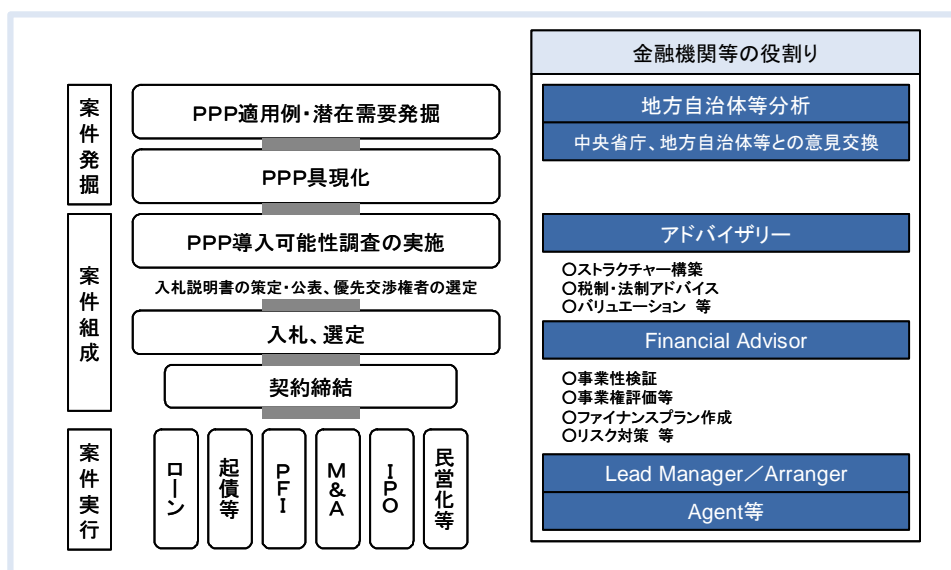 案件発掘
PPP適用例・潜在需要発掘
PPP具現化
案件組成
PPP導入可能性調査の実施
入札説明書の策定・公表、優先交渉権者の選定
入札、選定
契約締結
案件実行
ローン
起債等
PFI
M&A
IPO
民営化等
金融機関等の役割り
地方自治体等分析
中央省庁、地方自治体等との意見交換
アドバイザリー
○ストラクチャー構築
○税制・法制アドバイス
○バリュエーション 等
Financial Advisor
○事業性検証
○事業権評価等
○ファイナンスプラン作成
○リスク対策 等
Lead Manager／Arranger
Agent等